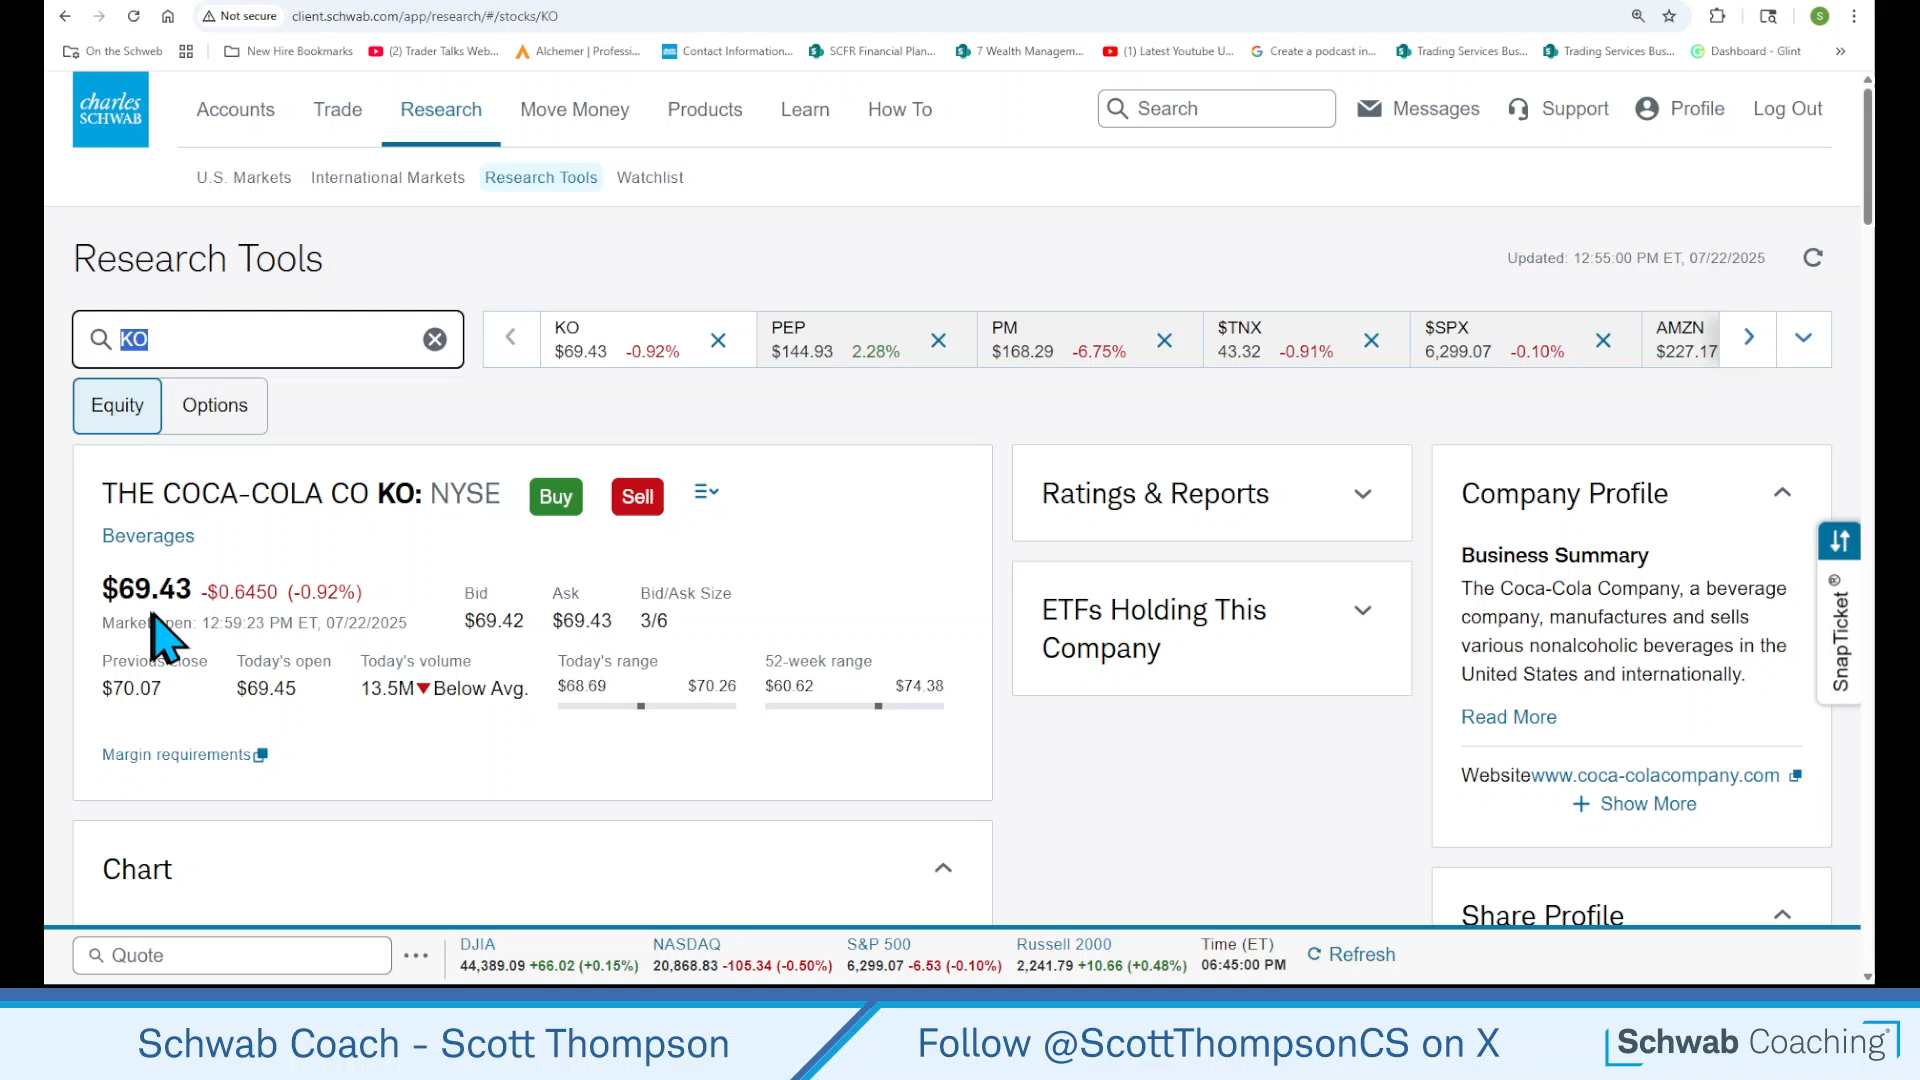 Not secure client.schwab.com/app/research/#/stocks/KO S
On the Schwab New Hire Bookmarks (2) Trader Talks Web... Alchemer | Professi... Contact Information... SCFR Financial Plan... 7 Wealth Managem... (1) Latest Youtube U... Create a podcast in... Trading Services Bus... Trading Services Bus... Dashboard - Glint »
charles SCHWAB
Accounts Trade Research Move Money Products Learn How To Search Messages Support Profile Log Out
U.S. Markets International Markets Research Tools Watchlist
Research Tools
Updated: 12:55:00 PM ET, 07/22/2025
KO
KO PEP PM $TNX $SPX AMZN
$69.43 -0.92% $144.93 2.28% $168.29 -6.75% 43.32 -0.91% 6,299.07 -0.10% $227.17
Equity Options
THE COCA-COLA CO KO: NYSE Buy Sell
Beverages
$69.43 -$0.6450 (-0.92%)
Bid Ask Bid/Ask Size
$69.42 $69.43 3/6
12:59:23 PM ET, 07/22/2025
Today's open Today's volume Today's range 52-week range
$70.07 $69.45 13.5M Below Avg. $68.69 $70.26 $60.62 $74.38
Margin requirements
Chart
Ratings & Reports
ETFs Holding This
Company
Company Profile
Business Summary
The Coca-Cola Company, a beverage
company, manufactures and sells
various nonalcoholic beverages in the
United States and internationally.
Read More
Website www.coca-colacompany.com
+ Show More
Share Profile
SnapTicket®
Quote
DJIA NASDAQ S&P 500 Russell 2000 Time (ET)
44,389.09 +66.02 (+0.15%) 20,868.83 -105.34 (-0.50%) 6,299.07 -6.53 (-0.10%) 2,241.79 +10.66 (+0.48%) 06:45:00 PM
Refresh
Schwab Coach - Scott Thompson
Follow @ScottThompsonCS on X
Schwab Coaching